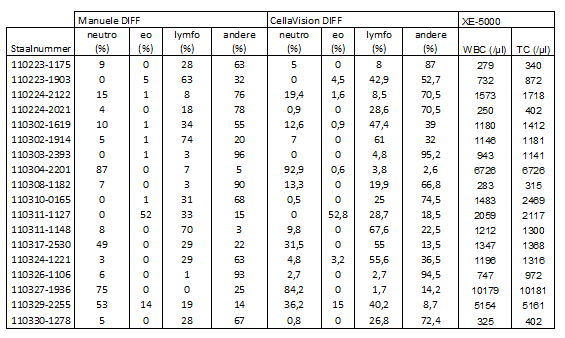 Manuele DIFF CellaVision DIFF XE-5000
Staalnummer neutro (%) eo (%) lymfo (%) andere (%) neutro (%) eo (%) lymfo (%) andere (%) WBC (/µl) TC (/µl)
110223-1175 9 0 28 63 5 0 8 87 279 340
110223-1903 0 5 63 32 0 4,5 42,9 52,7 732 872
110224-2122 15 1 8 76 19,4 1,6 8,5 70,5 1573 1718
110224-2021 4 0 18 78 0,9 0 28,6 70,5 250 402
110302-1619 10 1 34 55 12,6 0,9 47,4 39 1180 1412
110302-1914 5 1 74 20 7 0 61 32 1146 1181
110303-2393 0 1 3 96 0 0 4,8 95,2 943 1141
110304-2201 87 0 7 5 92,9 0,6 3,8 2,6 6726 6726
110308-1182 7 0 3 90 13,3 0 19,9 66,8 283 315
110310-0165 0 1 31 68 0,5 0 25 74,5 1483 2469
110311-1127 0 52 33 15 0 52,8 28,7 18,5 2059 2117
110311-1148 8 0 70 3 9,8 0 67,6 22,5 1212 1300
110317-2530 49 0 29 22 31,5 0 55 13,5 1347 1368
110324-1221 3 0 29 63 4,8 3,2 55,6 36,5 1196 1316
110326-1106 6 0 1 93 2,7 0 2,7 94,5 747 972
110327-1936 75 0 0 25 84,2 0 1,7 14,2 10179 10181
110329-2255 53 14 19 14 36,2 15 40,2 8,7 5154 5161
110330-1278 5 0 28 67 0,8 0 26,8 72,4 325 402